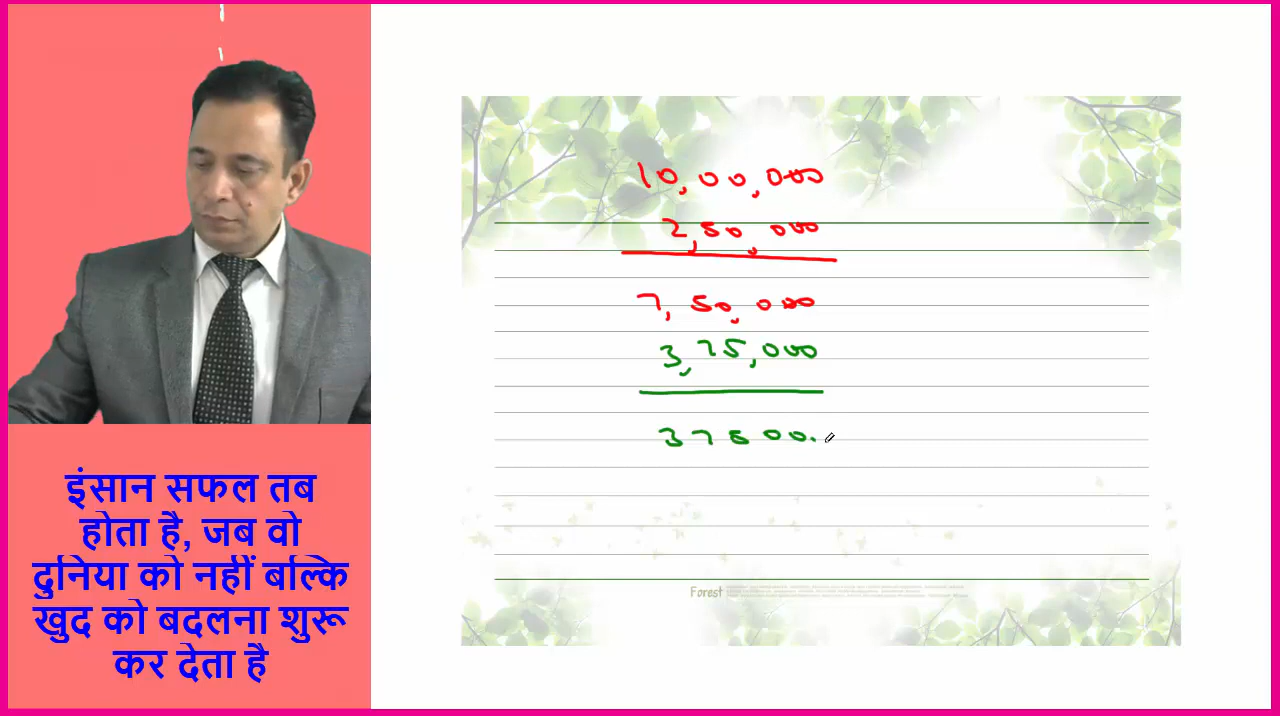 इंसान सफल तब
होता है, जब वो
दुनिया को नहीं बल्कि
खुद को बदलना शुरू
कर देता है
10,00,000
2,50,000
7,50,000
3,75,000
37500.
Forest